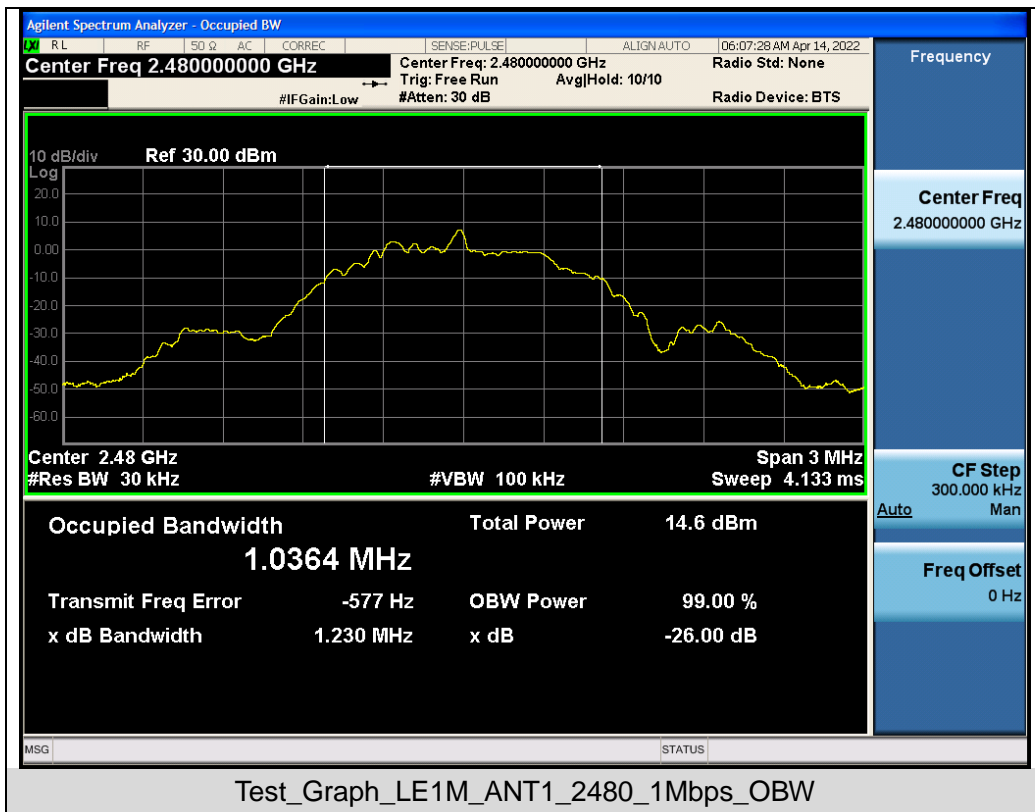 Agilent Spectrum Analyzer - Occupied BW
LXI RL RF 50 Ω AC CORREC SENSE:PULSE ALIGN AUTO 06:07:28 AM Apr 14, 2022
Center Freq 2.480000000 GHz
Center Freq: 2.480000000 GHz
Radio Std: None
Trig: Free Run Avg|Hold: 10/10
#IFGain:Low
#Atten: 30 dB
Radio Device: BTS
Frequency
10 dB/div Ref 30.00 dBm
Log
20.0
10.0
0.00
-10.0
-20.0
-30.0
-40.0
-50.0
-60.0
Center Freq
2.480000000 GHz
Center 2.48 GHz Span 3 MHz
#Res BW 30 kHz #VBW 100 kHz Sweep 4.133 ms
CF Step
300.000 kHz
Auto Man
Occupied Bandwidth Total Power 14.6 dBm
1.0364 MHz
Freq Offset
0 Hz
Transmit Freq Error -577 Hz OBW Power 99.00 %
x dB Bandwidth 1.230 MHz x dB -26.00 dB
MSG STATUS
Test_Graph_LE1M_ANT1_2480_1Mbps_OBW